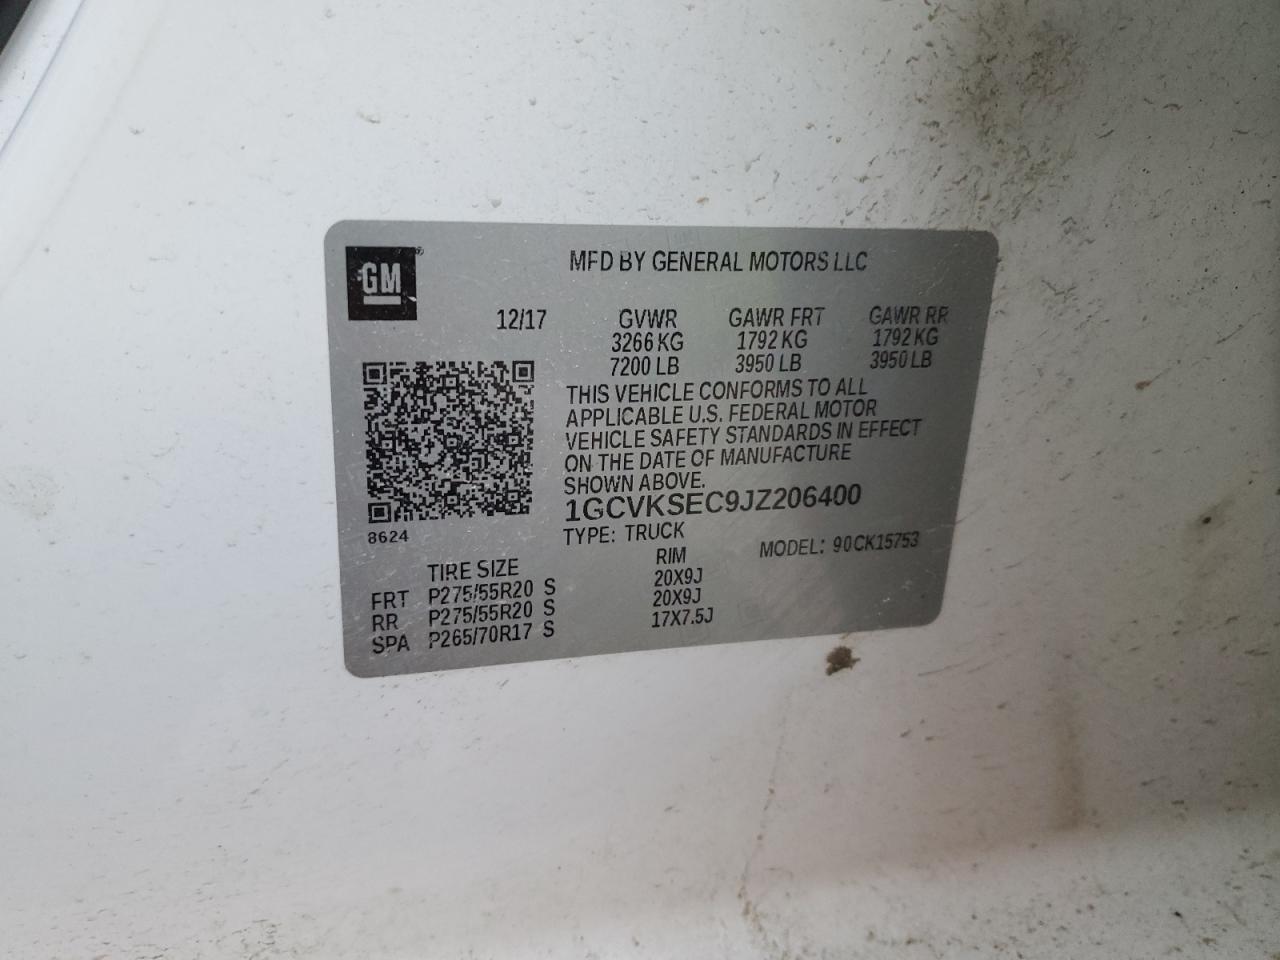 GM
MFD BY GENERAL MOTORS LLC
12/17 GVWR GAWR FRT GAWR RR
3266 KG 1792 KG 1792 KG
7200 LB 3950 LB 3950 LB
THIS VEHICLE CONFORMS TO ALL
APPLICABLE U.S. FEDERAL MOTOR
VEHICLE SAFETY STANDARDS IN EFFECT
ON THE DATE OF MANUFACTURE
SHOWN ABOVE.
1GCVKSEC9JZ206400
8624
TYPE: TRUCK MODEL: 90CK15753
TIRE SIZE RIM
FRT P275/55R20 S 20X9J
RR P275/55R20 S 20X9J
SPA P265/70R17 S 17X7.5J